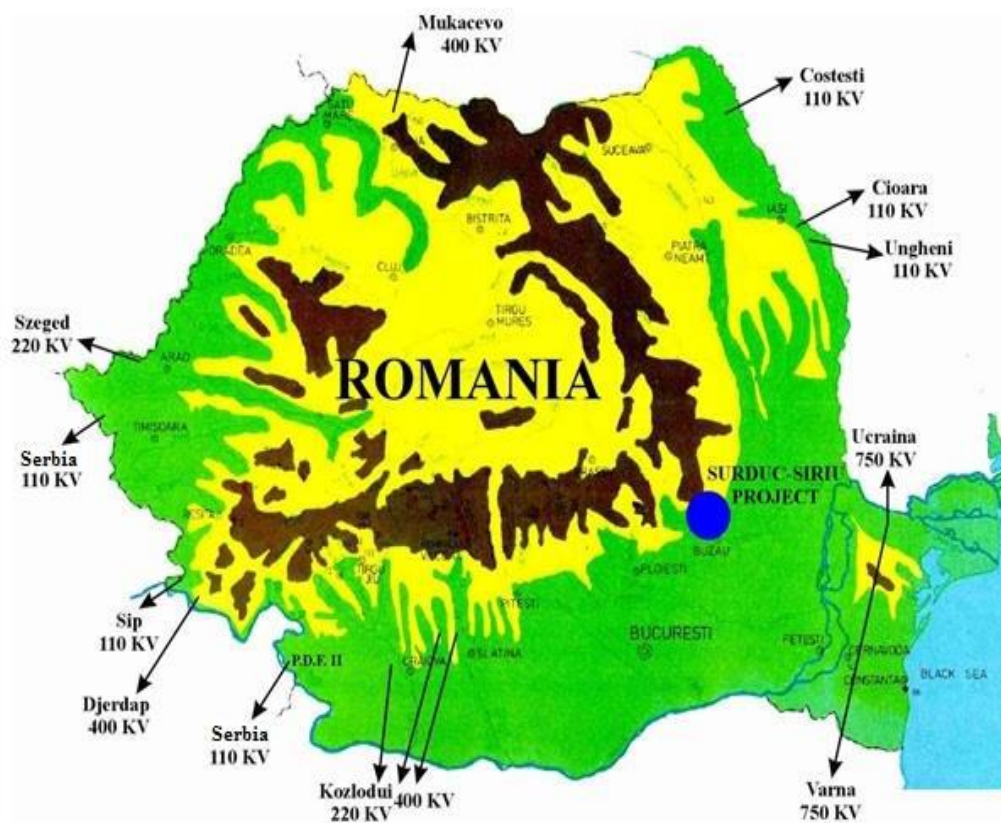 Mukacevo
400 KV
Costesti
110 KV
SATU
MARE
SUCEAVA
Cioara
110 KV
IASI
BISTRITA
Ungheni
110 KV
ORADEA
PIATRA
NEAMT
CLUJ
TIRGU
MURES
Szeged
220 KV
ARAD
ROMANIA
TIMISOARA
Serbia
110 KV
Ucraina
750 KV
SURDUC-SIRIU
PROJECT
BUZAU
PLOIESTI
TIRGU
JIU
PITESTI
Sip
110 KV
BUCURESTI
FETESTI
CERNAVODA
P.D.F. II
CRAIOVA
SLATINA
CONSTANTA
BLACK SEA
Djerdap
400 KV
Serbia
110 KV
Kozlodui
220 KV
400 KV
Varna
750 KV